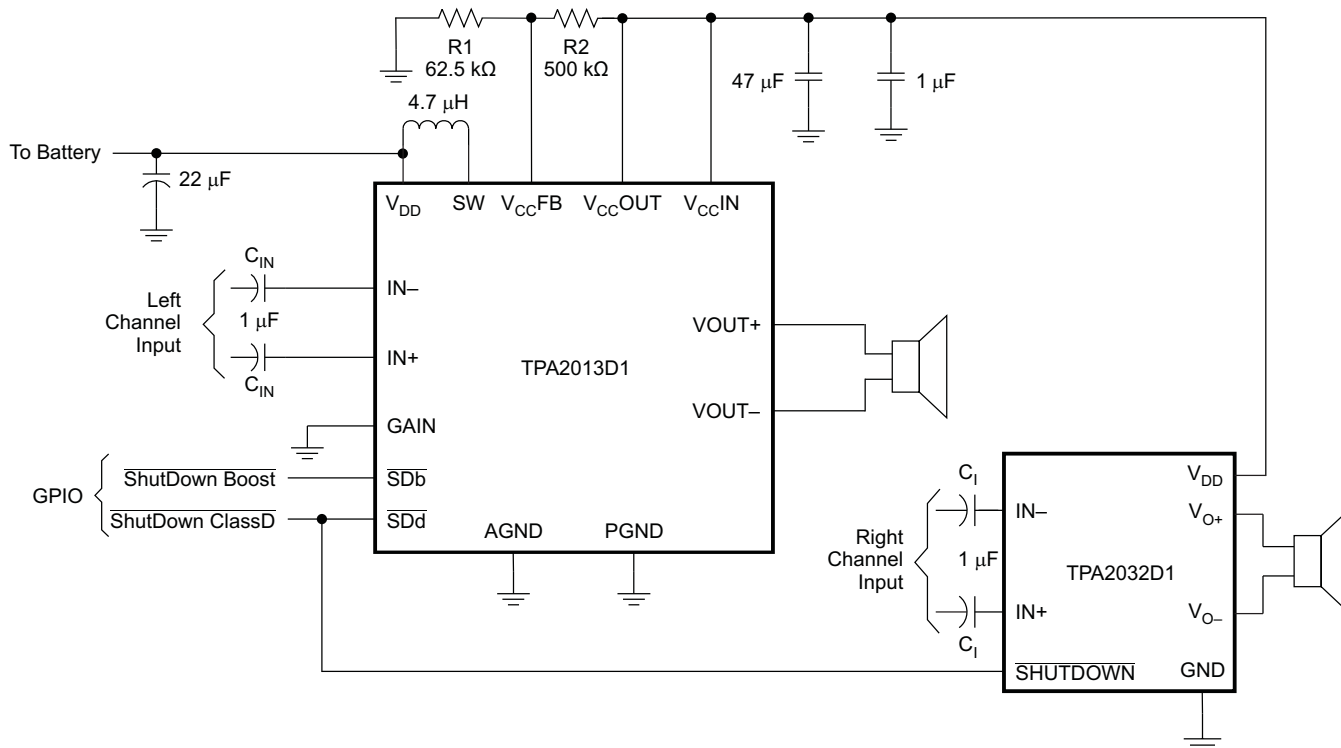 R1
62.5 kΩ
R2
500 kΩ
47 μF
1 μF
4.7 μH
To Battery
22 μF
V_DD
SW
V_CCFB
V_CCOUT
V_CCIN
C_IN
IN–
Left
Channel
Input
1 μF
IN+
C_IN
GAIN
GPIO
ShutDown Boost
SDb
ShutDown ClassD
SDd
AGND
PGND
TPA2013D1
VOUT+
VOUT–
C_I
IN–
Right
Channel
Input
1 μF
IN+
C_I
SHUTDOWN
TPA2032D1
V_DD
V_O+
V_O–
GND